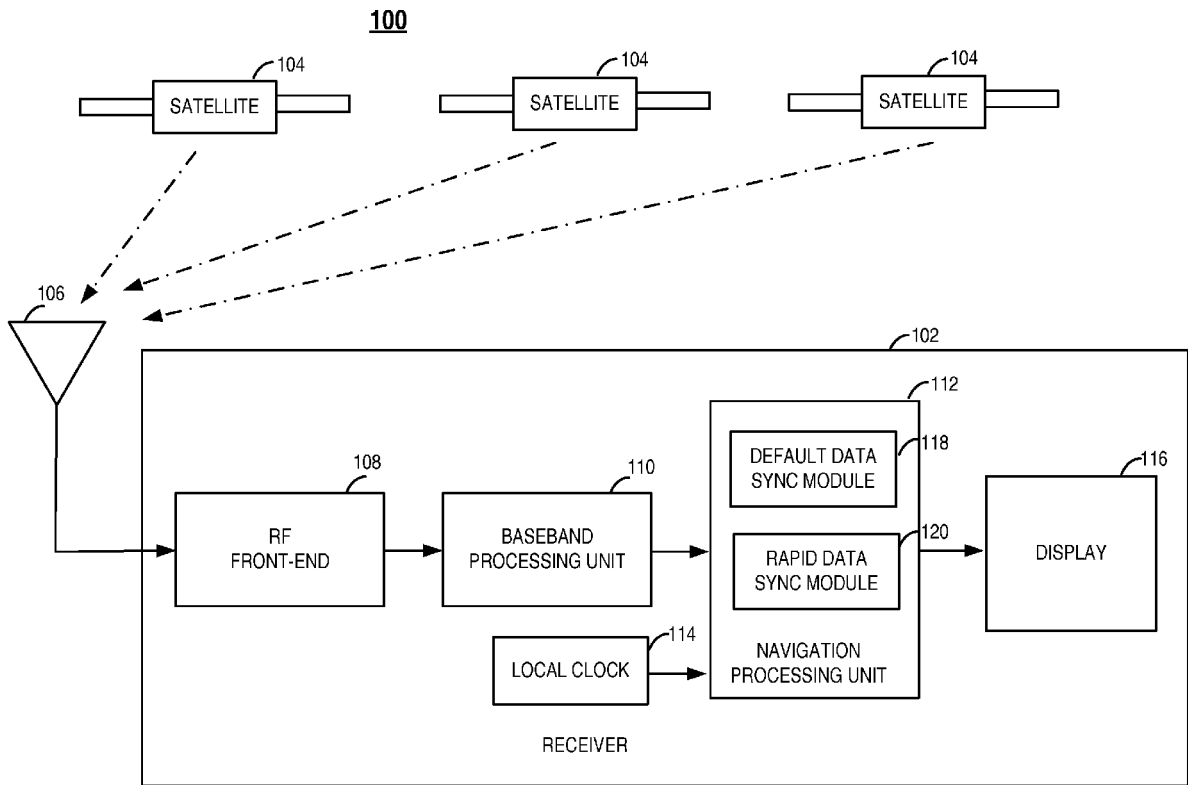 100
104
104
104
SATELLITE
SATELLITE
SATELLITE
106
102
112
118
DEFAULT DATA
SYNC MODULE
108
110
116
RF
FRONT-END
BASEBAND
PROCESSING UNIT
120
RAPID DATA
SYNC MODULE
DISPLAY
114
LOCAL CLOCK
NAVIGATION
PROCESSING UNIT
RECEIVER